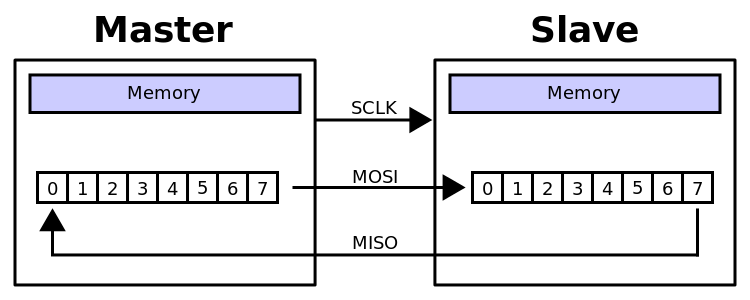 Master
Slave
Memory
Memory
SCLK
0 1 2 3 4 5 6 7
MOSI
0 1 2 3 4 5 6 7
MISO